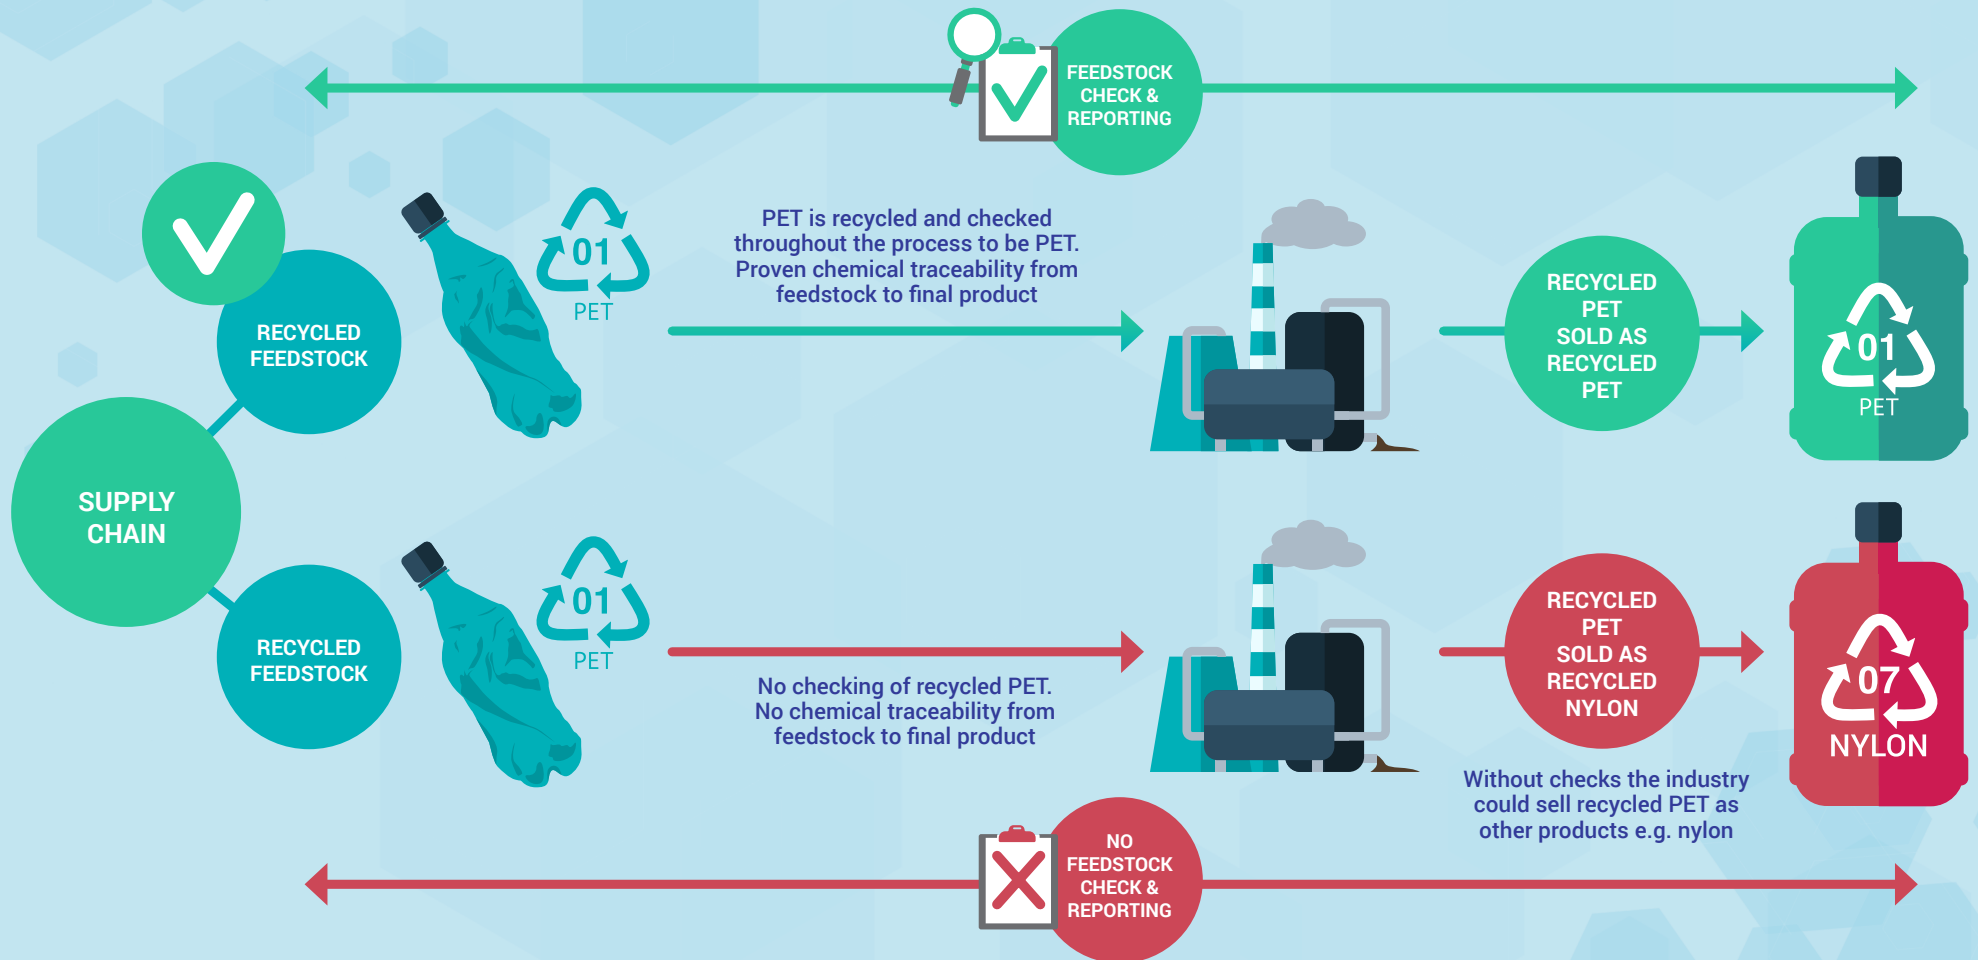 FEEDSTOCK
CHECK &
REPORTING
SUPPLY
CHAIN
RECYCLED
FEEDSTOCK
01
PET
PET is recycled and checked
throughout the process to be PET.
Proven chemical traceability from
feedstock to final product
RECYCLED
PET
SOLD AS
RECYCLED
PET
01
PET
RECYCLED
FEEDSTOCK
01
PET
No checking of recycled PET.
No chemical traceability from
feedstock to final product
RECYCLED
PET
SOLD AS
RECYCLED
NYLON
07
NYLON
Without checks the industry
could sell recycled PET as
other products e.g. nylon
NO
FEEDSTOCK
CHECK &
REPORTING